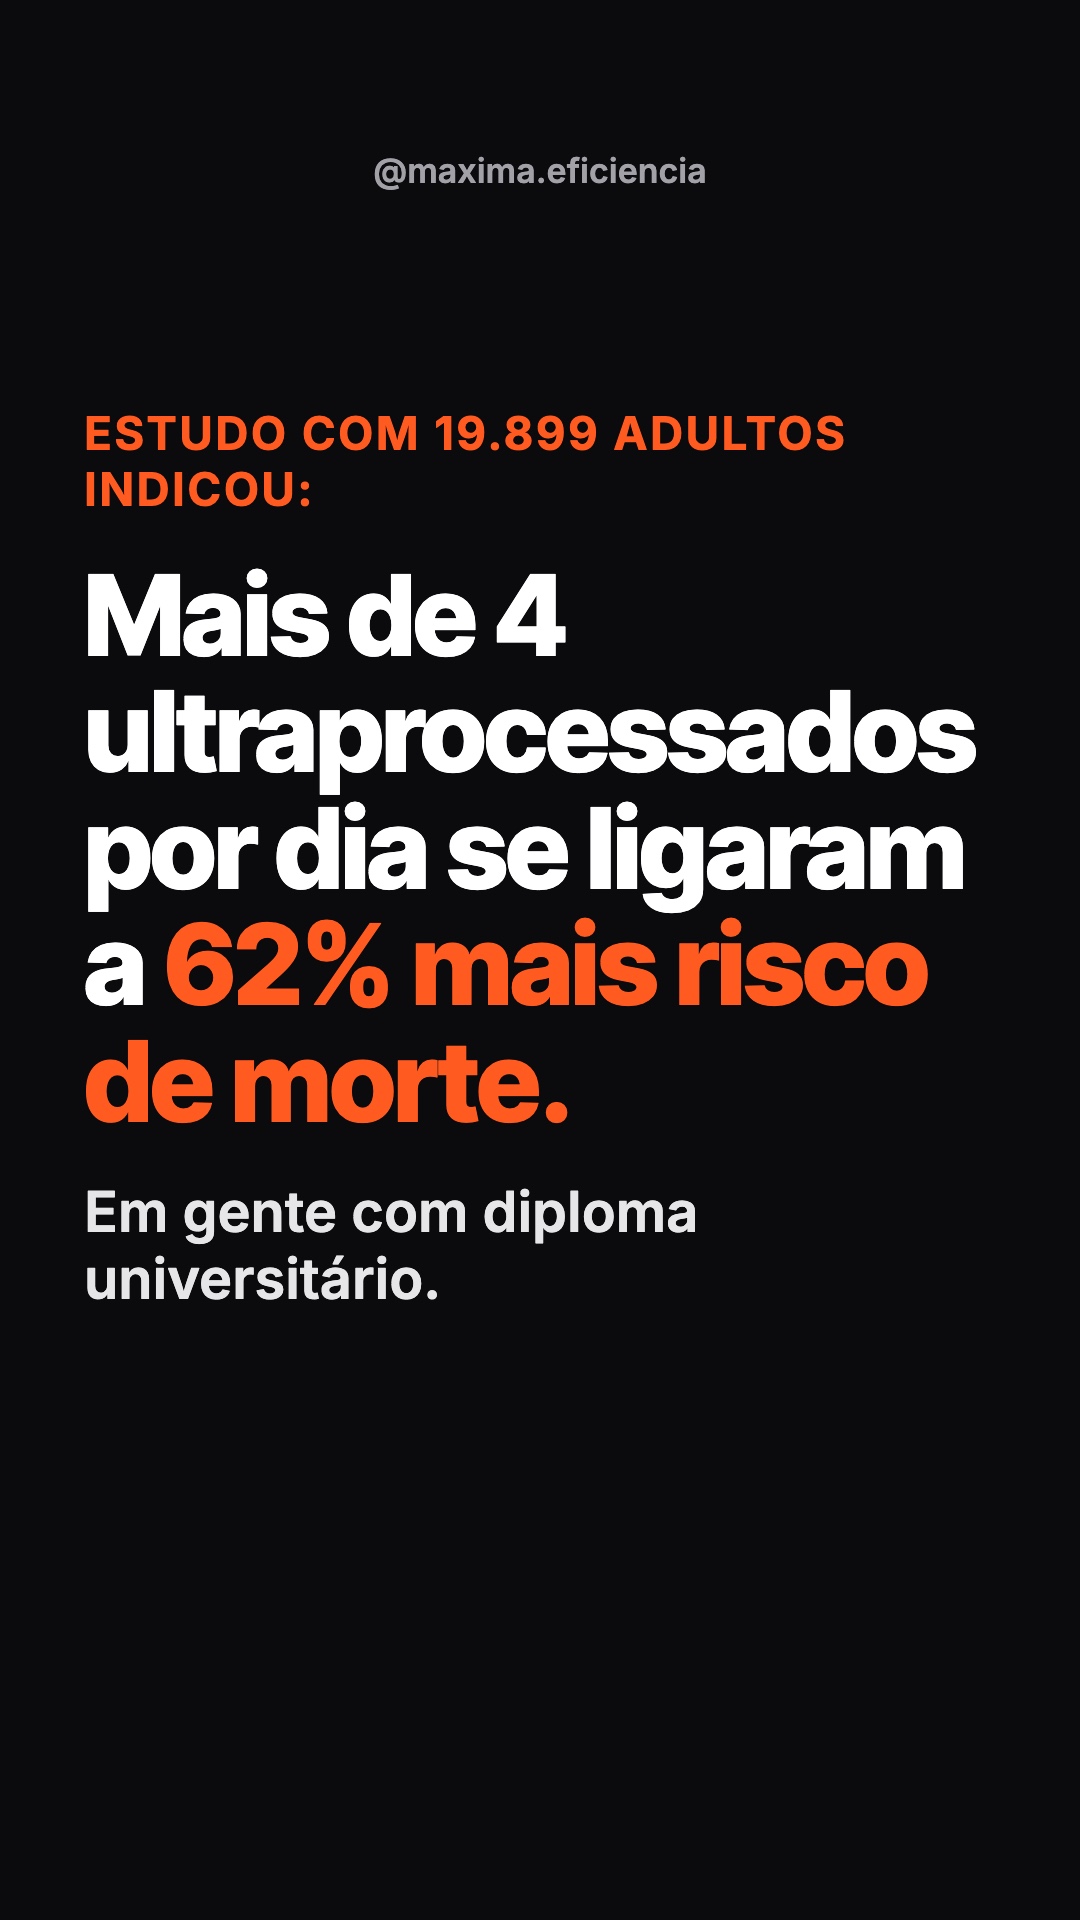 @maxima.eficiencia
ESTUDO COM 19.899 ADULTOS
INDICOU:
Mais de 4
ultraprocessados
por dia se ligaram
a 62% mais risco
de morte.
Em gente com diploma
universitário.